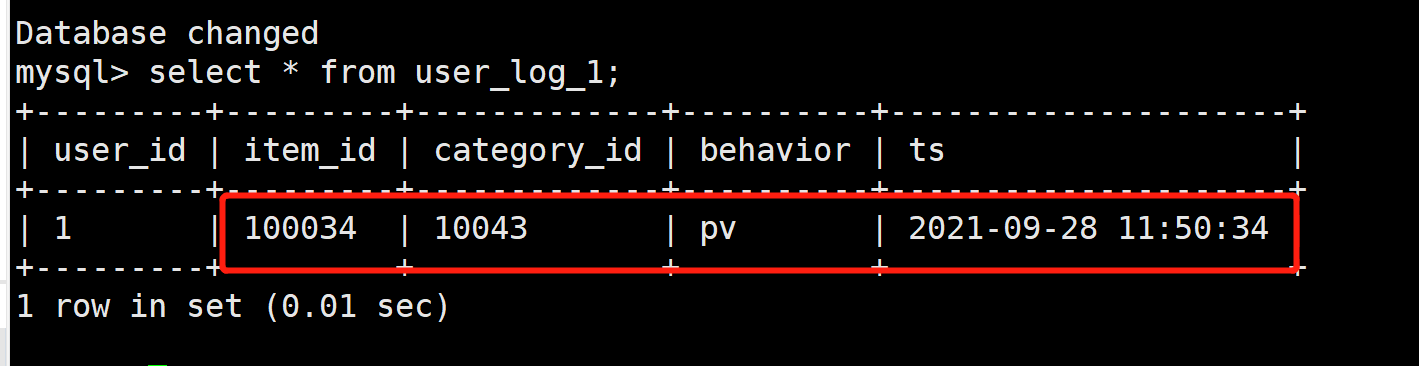 Database changed
mysql> select * from user_log_1;
+---------+---------+-------------+----------+---------------------+
| user_id | item_id | category_id | behavior | ts                  |
+---------+---------+-------------+----------+---------------------+
| 1       | 100034  | 10043       | pv       | 2021-09-28 11:50:34
+---------+---------+-------------+----------+---------------------+
1 row in set (0.01 sec)